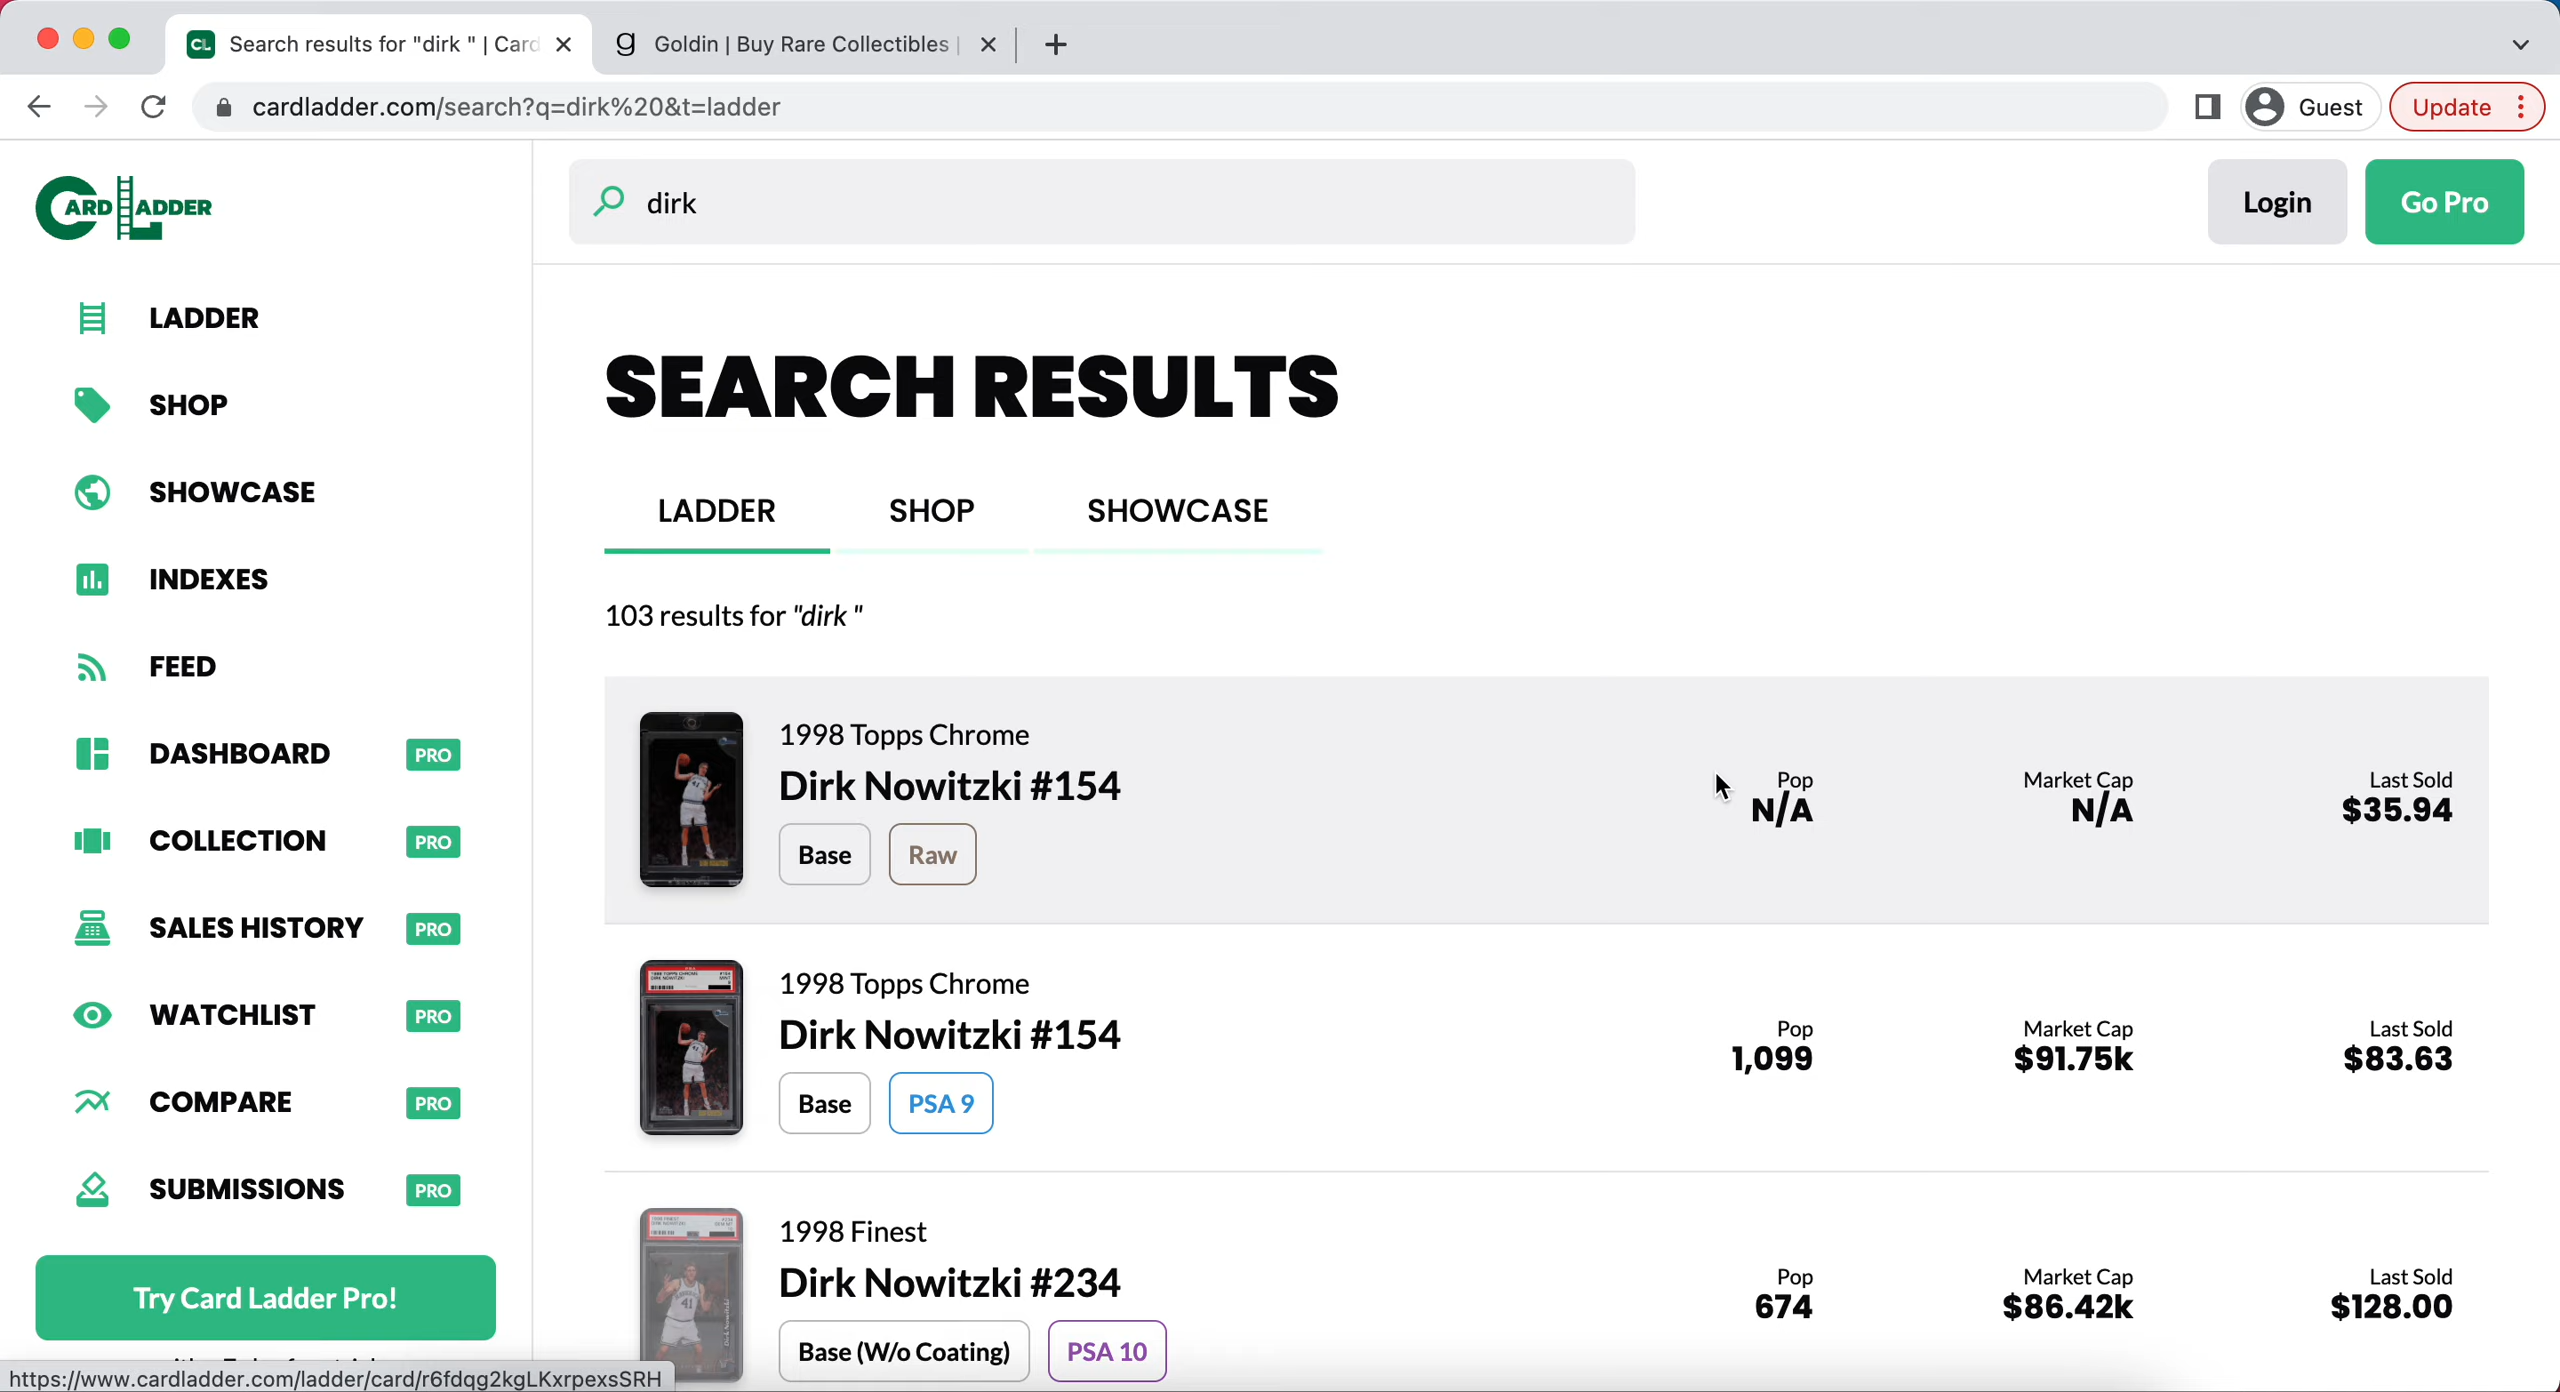 Search results for "dirk " | Card
Goldin | Buy Rare Collectibles |
cardladder.com/search?q=dirk%20&t=ladder
Guest
Update
CARD LADDER
dirk
Login
Go Pro
LADDER
SHOP
SHOWCASE
INDEXES
FEED
DASHBOARD PRO
COLLECTION PRO
SALES HISTORY PRO
WATCHLIST PRO
COMPARE PRO
SUBMISSIONS PRO
Try Card Ladder Pro!
https://www.cardladder.com/ladder/card/r6fdqg2kgLKxrpexsSRH
SEARCH RESULTS
LADDER SHOP SHOWCASE
103 results for "dirk "
1998 Topps Chrome
Dirk Nowitzki #154
Base Raw
Pop
N/A
Market Cap
N/A
Last Sold
$35.94
1998 Topps Chrome
Dirk Nowitzki #154
Base PSA 9
Pop
1,099
Market Cap
$91.75k
Last Sold
$83.63
1998 Finest
Dirk Nowitzki #234
Base (W/o Coating) PSA 10
Pop
674
Market Cap
$86.42k
Last Sold
$128.00